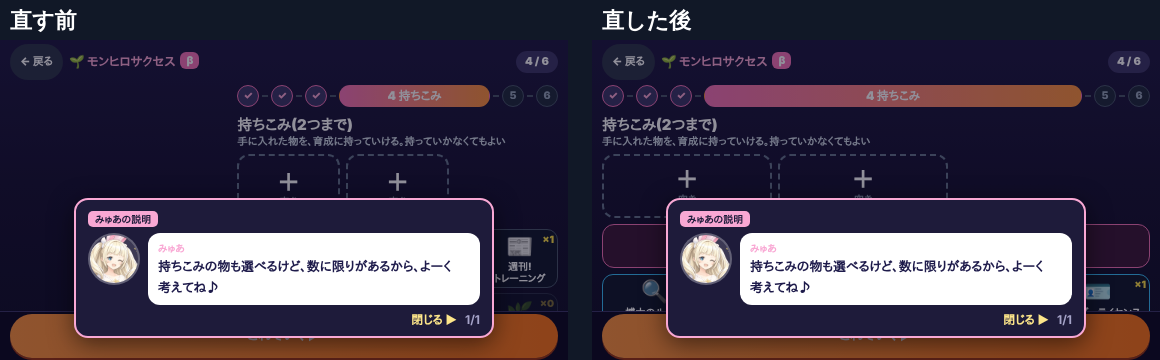 直す前
← 戻る
🌱 モンヒロサクセス β
4 / 6
4 持ちこみ
5
6
持ちこみ(2つまで)
手に入れた物を、育成に持っていける。持っていかなくてもよい
+
+
×1
週刊!
トレーニング
×0
みゅあの説明
みゅあ
持ちこみの物も選べるけど、数に限りがあるから、よーく
考えてね♪
閉じる ▶ 1/1
直した後
← 戻る
🌱 モンヒロサクセス β
4 / 6
4 持ちこみ
5
6
持ちこみ(2つまで)
手に入れた物を、育成に持っていける。持っていかなくてもよい
+
+
×1
みゅあの説明
みゅあ
持ちこみの物も選べるけど、数に限りがあるから、よーく
考えてね♪
閉じる ▶ 1/1